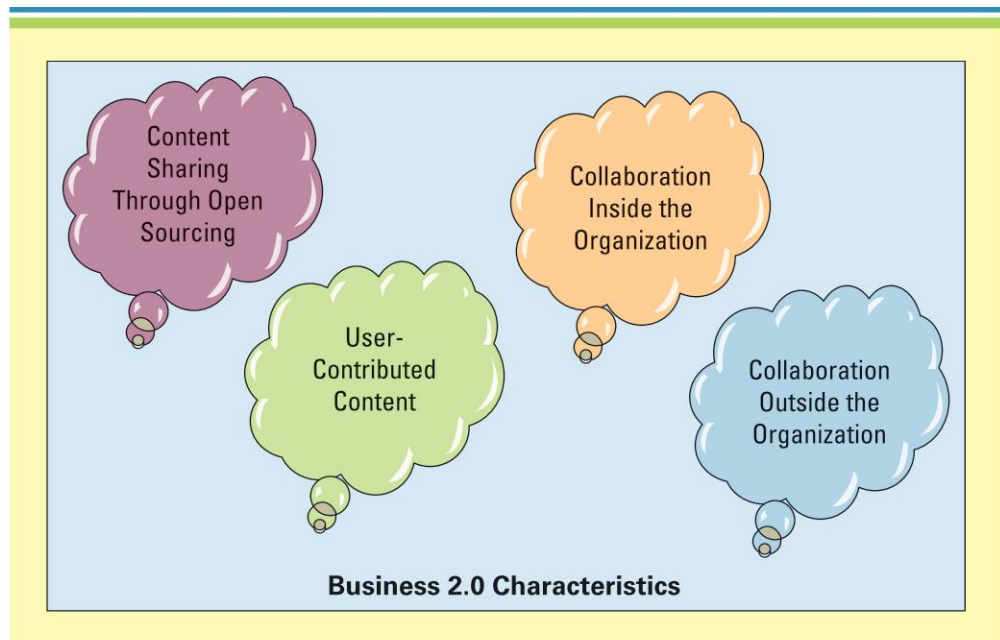 Content
Sharing
Through Open
Sourcing
User-
Contributed
Content
Collaboration
Inside the
Organization
Collaboration
Outside the
Organization
Business 2.0 Characteristics